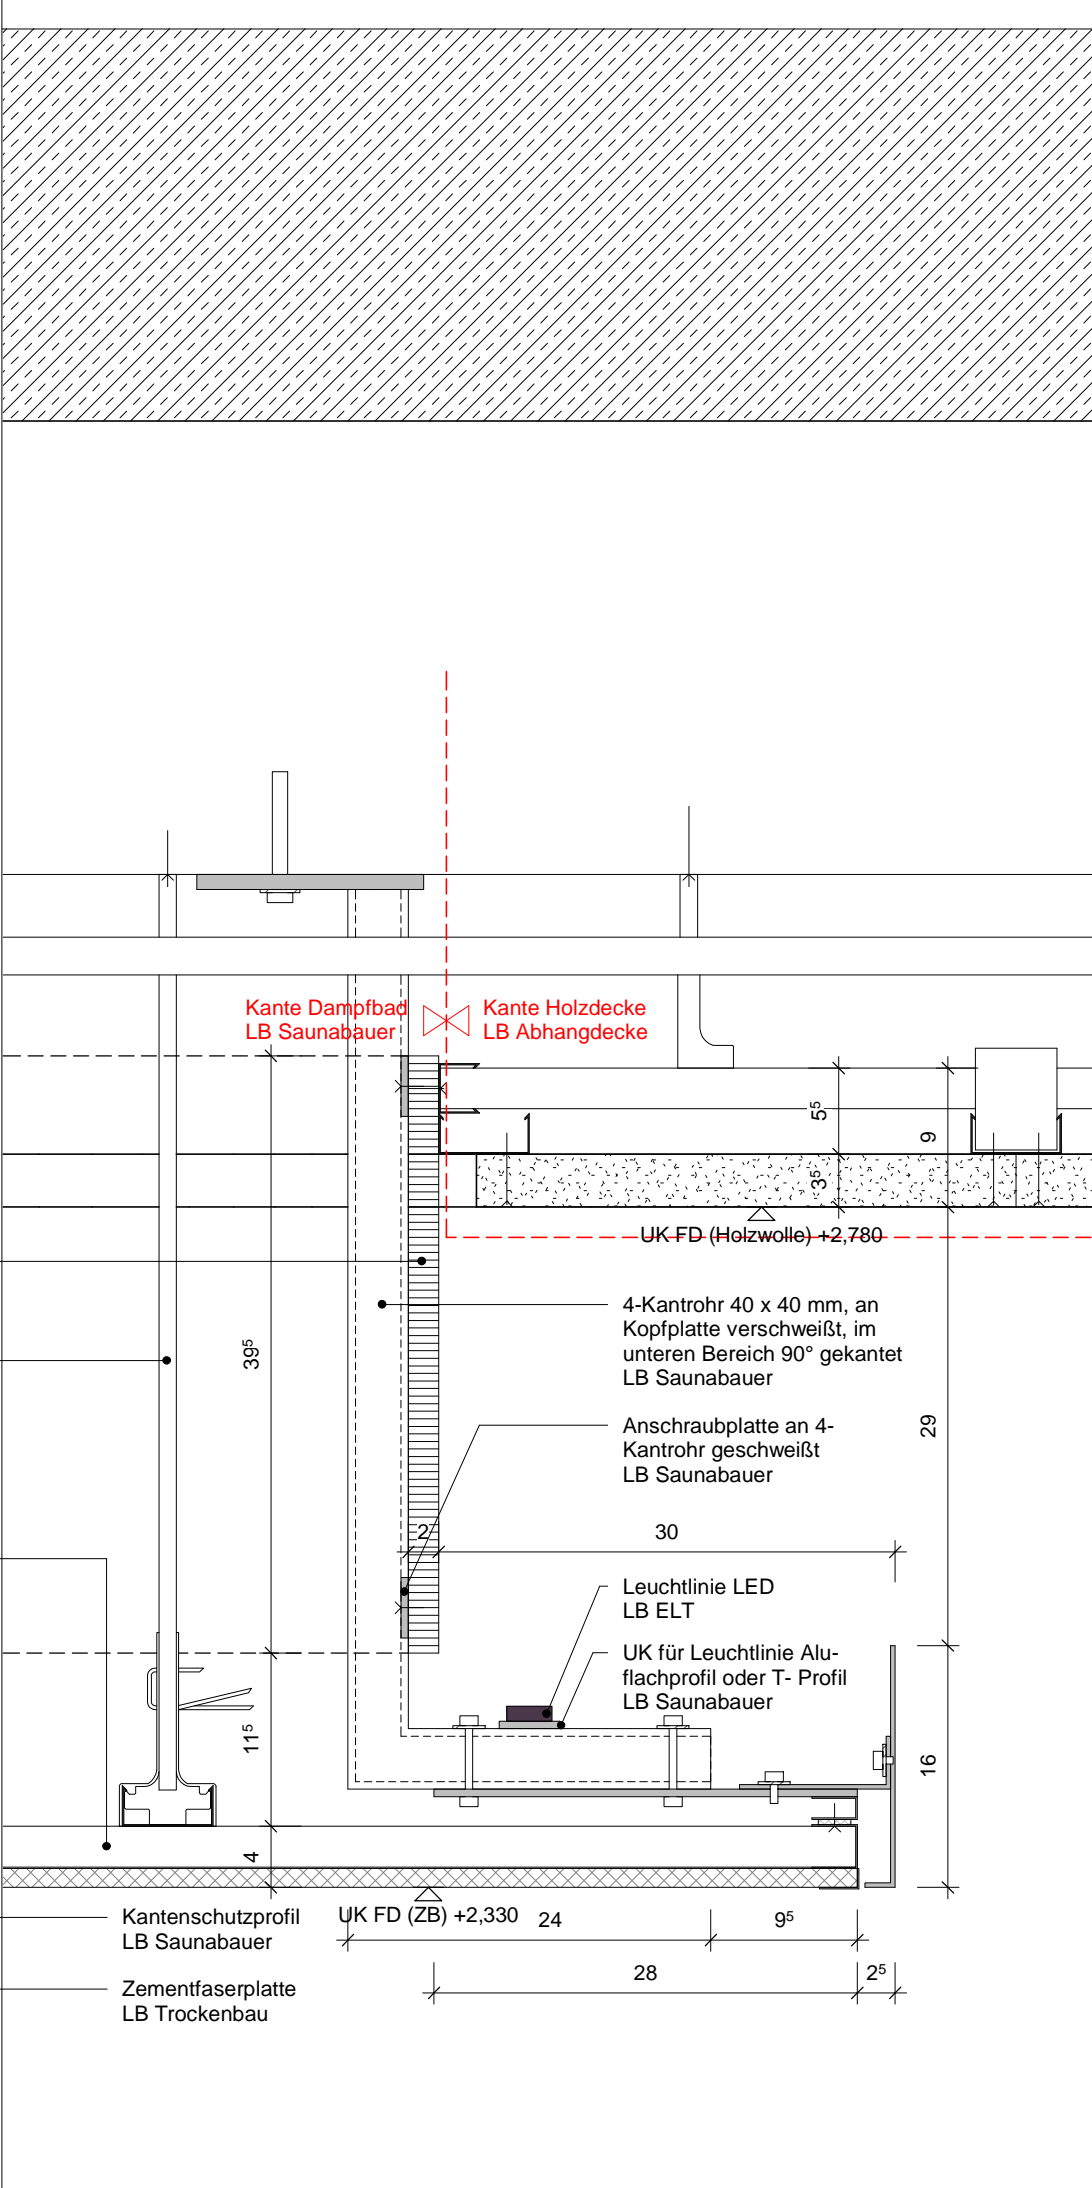 Kante Dampfbad
LB Saunabauer
Kante Holzdecke
LB Abhangdecke
5⁵
9
3⁵
UK FD (Holzwolle) +2,780
4-Kantrohr 40 x 40 mm, an
Kopfplatte verschweißt, im
unteren Bereich 90° gekantet
LB Saunabauer
39⁵
Anschraubplatte an 4-
Kantrohr geschweißt
LB Saunabauer
29
2
30
Leuchtlinie LED
LB ELT
UK für Leuchtlinie Alu-
flachprofil oder T- Profil
LB Saunabauer
11⁵
16
4
Kantenschutzprofil
LB Saunabauer
UK FD (ZB) +2,330
24
9⁵
28
2⁵
Zementfaserplatte
LB Trockenbau